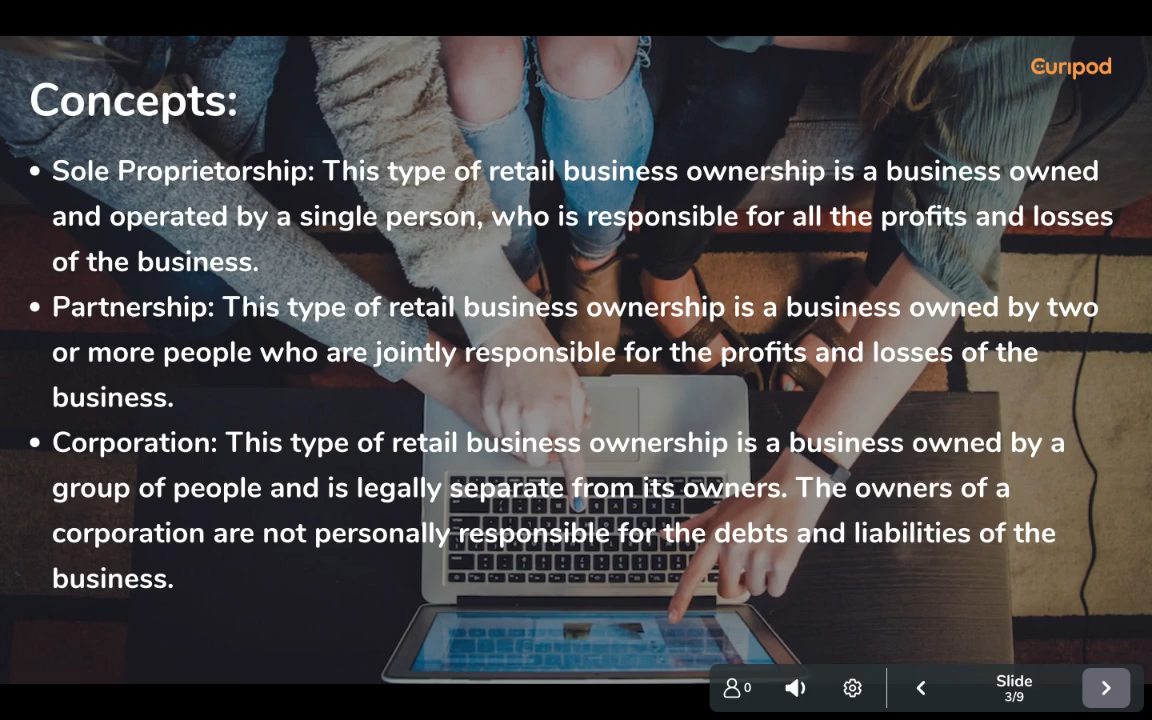 Curipod
Concepts:
• Sole Proprietorship: This type of retail business ownership is a business owned
and operated by a single person, who is responsible for all the profits and losses
of the business.
• Partnership: This type of retail business ownership is a business owned by two
or more people who are jointly responsible for the profits and losses of the
business.
• Corporation: This type of retail business ownership is a business owned by a
group of people and is legally separate from its owners. The owners of a
corporation are not personally responsible for the debts and liabilities of the
business.
0
Slide
3/9